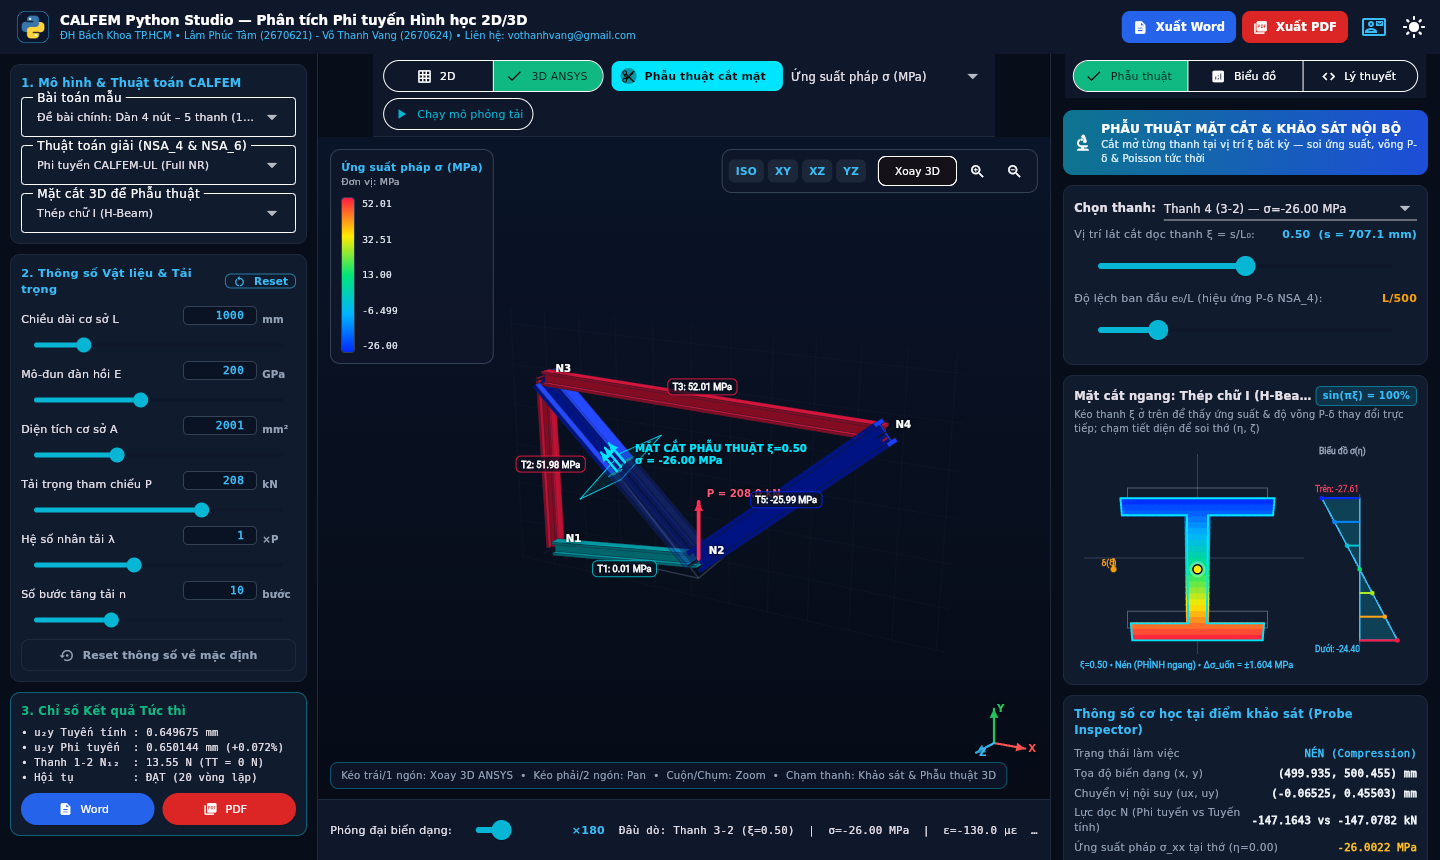 CALFEM Python Studio — Phân tích Phi tuyến Hình học 2D/3D
ĐH Bách Khoa TP.HCM • Lâm Phúc Tâm (2670621) - Võ Thanh Vang (2670624) • Liên hệ: vothanhvang@gmail.com
Xuất Word
Xuất PDF
1. Mô hình & Thuật toán CALFEM
Bài toán mẫu
Đề bài chính: Dàn 4 nút – 5 thanh (1...
Thuật toán giải (NSA_4 & NSA_6)
Phi tuyến CALFEM-UL (Full NR)
Mặt cắt 3D để Phẫu thuật
Thép chữ I (H-Beam)
2. Thông số Vật liệu & Tải trọng
Reset
Chiều dài cơ sở L 1000 mm
Mô-đun đàn hồi E 200 GPa
Diện tích cơ sở A 2001 mm²
Tải trọng tham chiếu P 208 kN
Hệ số nhân tải λ 1 ×P
Số bước tăng tải n 10 bước
Reset thông số về mặc định
3. Chỉ số Kết quả Tức thì
• u₂y Tuyến tính : 0.649675 mm
• u₂y Phi tuyến : 0.650144 mm (+0.072%)
• Thanh 1-2 N₁₂ : 13.55 N (TT = 0 N)
• Hội tụ : ĐẠT (20 vòng lặp)
Word
PDF
2D
3D ANSYS
Phẫu thuật cắt mặt
Ứng suất pháp σ (MPa)
Chạy mô phỏng tải
Ứng suất pháp σ (MPa)
Đơn vị: MPa
52.01
32.51
13.00
-6.499
-26.00
ISO
XY
XZ
YZ
Xoay 3D
N3
T3: 52.01 MPa
N4
MẶT CẮT PHẪU THUẬT ξ=0.50
σ = -26.00 MPa
T2: 51.98 MPa
P = 208.0 kN
T5: -25.99 MPa
N1
N2
T1: 0.01 MPa
Y
X
Z
Kéo trái/1 ngón: Xoay 3D ANSYS • Kéo phải/2 ngón: Pan • Cuộn/Chụm: Zoom • Chạm thanh: Khảo sát & Phẫu thuật 3D
Phóng đại biến dạng:
×180
Đầu dò: Thanh 3-2 (ξ=0.50) | σ=-26.00 MPa | ε=-130.0 με …
Phẫu thuật
Biểu đồ
Lý thuyết
PHẪU THUẬT MẶT CẮT & KHẢO SÁT NỘI BỘ
Cắt mở từng thanh tại vị trí ξ bất kỳ — soi ứng suất, võng P-
δ & Poisson tức thời
Chọn thanh: Thanh 4 (3-2) — σ=-26.00 MPa
Vị trí lát cắt dọc thanh ξ = s/L₀: 0.50 (s = 707.1 mm)
Độ lệch ban đầu e₀/L (hiệu ứng P-δ NSA_4): L/500
Mặt cắt ngang: Thép chữ I (H-Bea...
sin(πξ) = 100%
Kéo thanh ξ ở trên để thấy ứng suất & độ võng P-δ thay đổi trực
tiếp; chạm tiết diện để soi thớ (η, ζ)
Biểu đồ σ(η)
Trên: -27.61
δ(ξ)
Dưới: -24.40
ξ=0.50 • Nén (PHÌNH ngang) • Δσ_uốn = ±1.604 MPa
Thông số cơ học tại điểm khảo sát (Probe
Inspector)
Trạng thái làm việc NÉN (Compression)
Tọa độ biến dạng (x, y) (499.935, 500.455) mm
Chuyển vị nội suy (ux, uy) (-0.06525, 0.45503) mm
Lực dọc N (Phi tuyến vs Tuyến
tính) -147.1643 vs -147.0782 kN
Ứng suất pháp σ_xx tại thớ (η=0.00) -26.0022 MPa